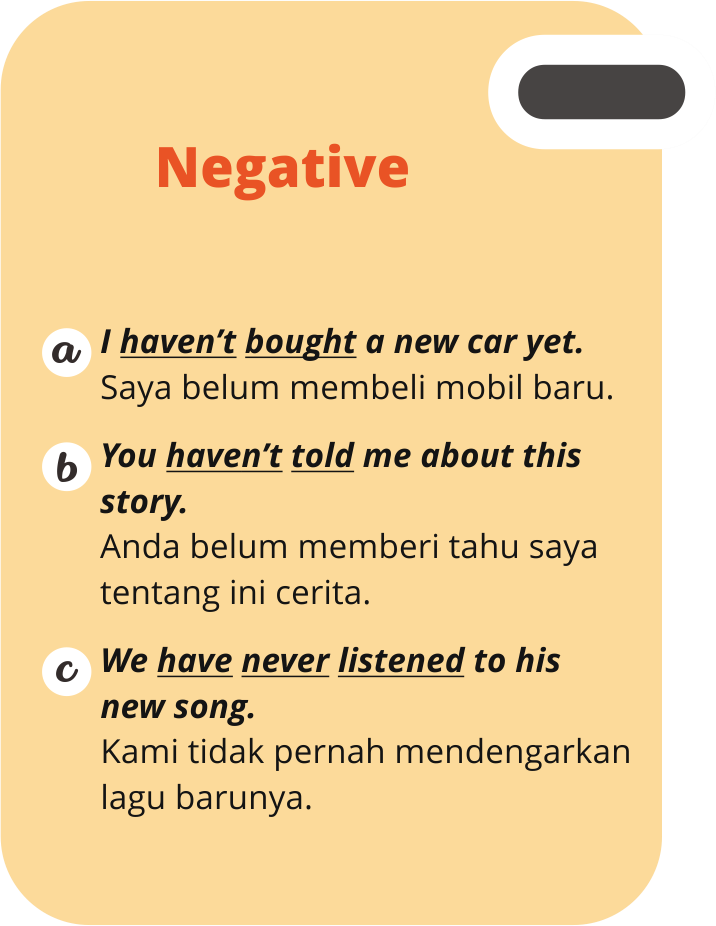 Negative
a I haven’t bought a new car yet.
Saya belum membeli mobil baru.
b You haven’t told me about this
story.
Anda belum memberi tahu saya
tentang ini cerita.
c We have never listened to his
new song.
Kami tidak pernah mendengarkan
lagu barunya.